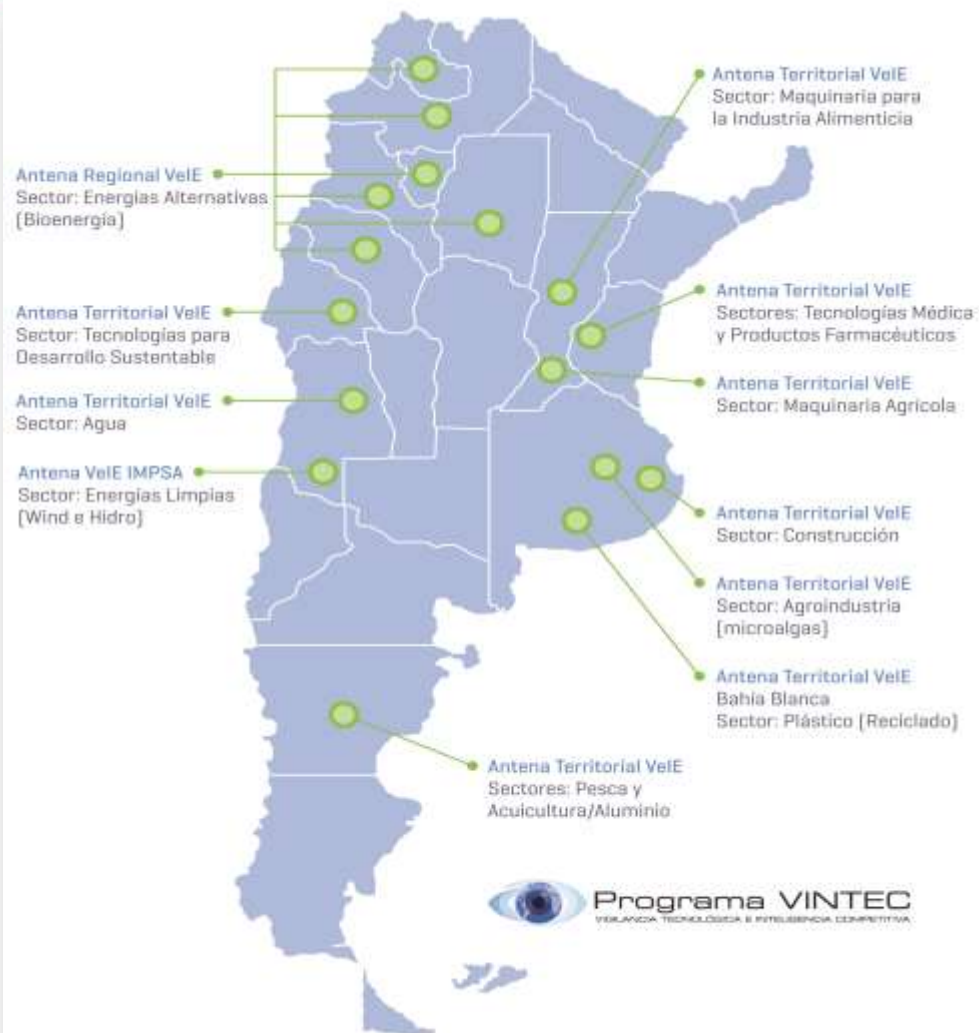 Antena Territorial VeIE
Sector: Maquinaria para
la Industria Alimenticia
Antena Regional VeIE
Sector: Energías Alternativas
(Bioenergía)
Antena Territorial VeIE
Sector: Tecnologías para
Desarrollo Sustentable
Antena Territorial VeIE
Sectores: Tecnologías Médica
y Productos Farmacéuticos
Antena Territorial VeIE
Sector: Agua
Antena Territorial VeIE
Sector: Maquinaria Agrícola
Antena VeIE IMPSA
Sector: Energías Limpias
(Wind e Hidro)
Antena Territorial VeIE
Sector: Construcción
Antena Territorial VeIE
Sector: Agroindustria
(microalgas)
Antena Territorial VeIE
Bahía Blanca
Sector: Plástico (Reciclado)
Antena Territorial VeIE
Sectores: Pesca y
Acuicultura/Aluminio
Programa VINTEC
VIGILANCIA TECNOLÓGICA E INTELIGENCIA COMPETITIVA